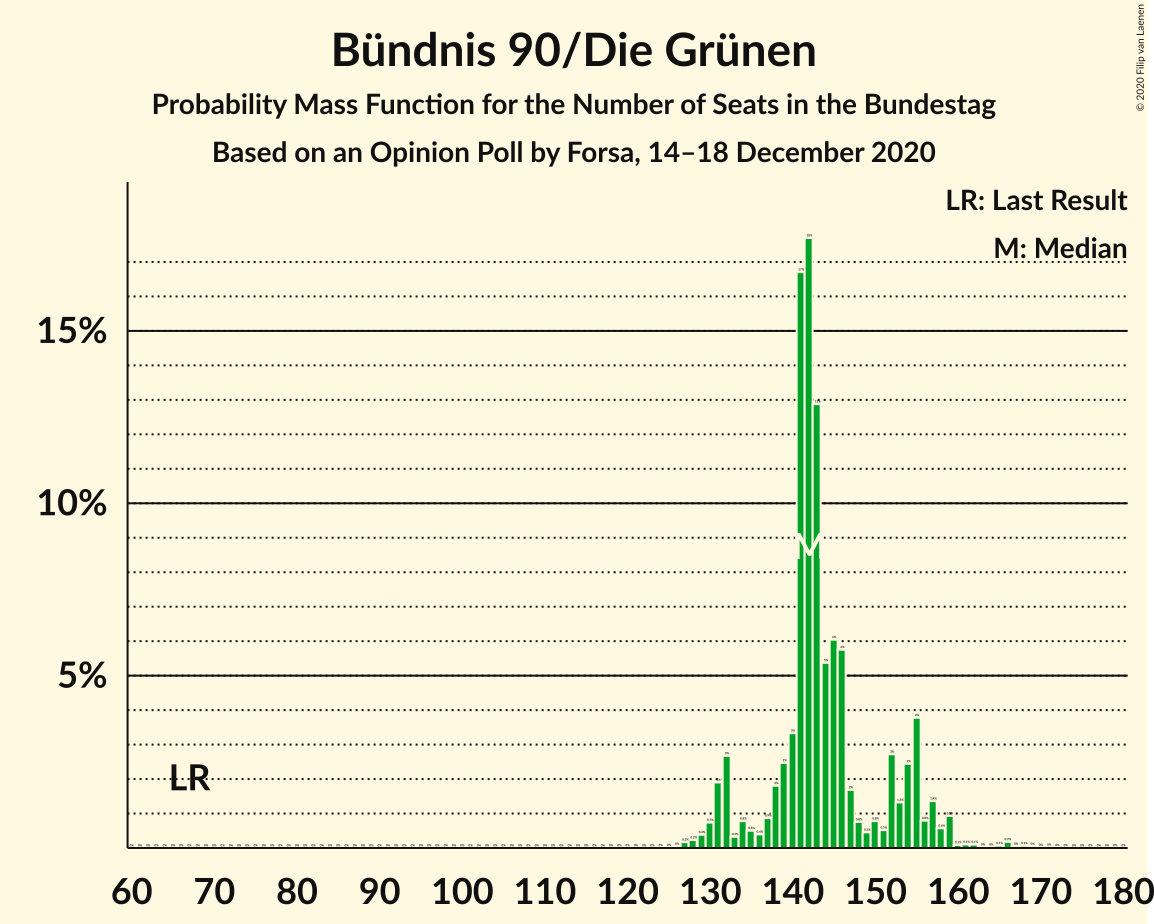 Bündnis 90/Die Grünen
Probability Mass Function for the Number of Seats in the Bundestag
Based on an Opinion Poll by Forsa, 14–18 December 2020
© 2020 Filip van Laenen
LR: Last Result
M: Median
15%
10%
5%
M
LR
60 70 80 90 100 110 120 130 140 150 160 170 180